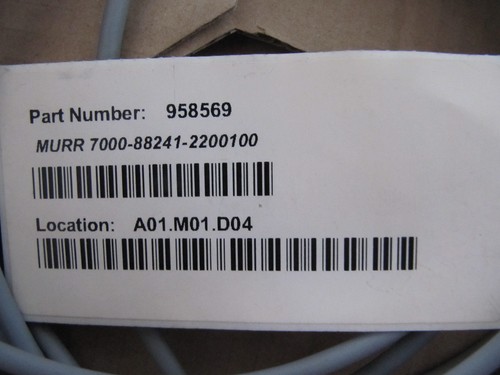 Part Number: 958569
MURR 7000-88241-2200100
Location: A01.M01.D04